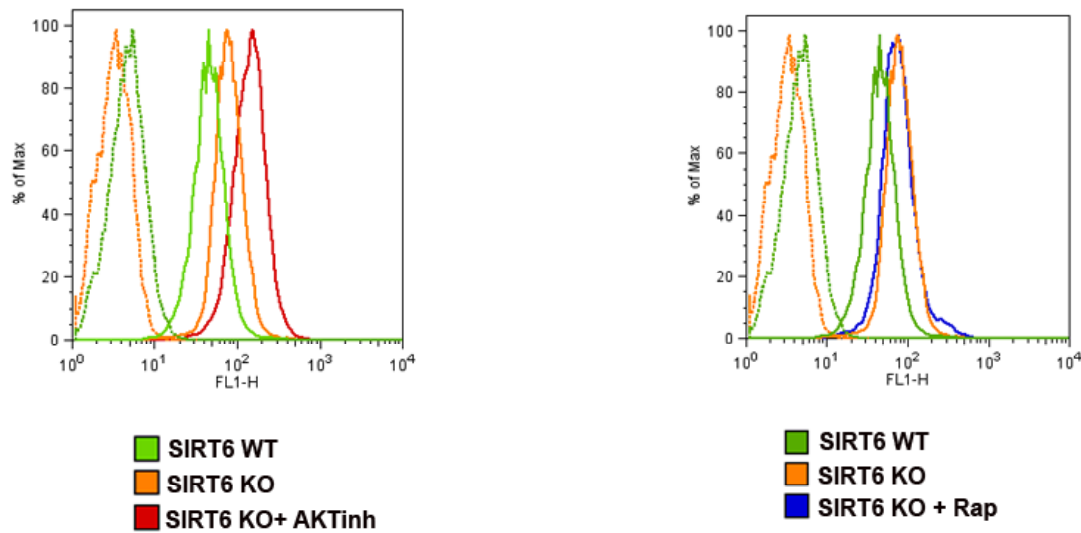 % of Max
100
80
60
40
20
0
10^0 10^1 10^2 10^3 10^4
FL1-H
SIRT6 WT
SIRT6 KO
SIRT6 KO+ AKTinh
% of Max
100
80
60
40
20
0
10^0 10^1 10^2 10^3 10^4
FL1-H
SIRT6 WT
SIRT6 KO
SIRT6 KO + Rap